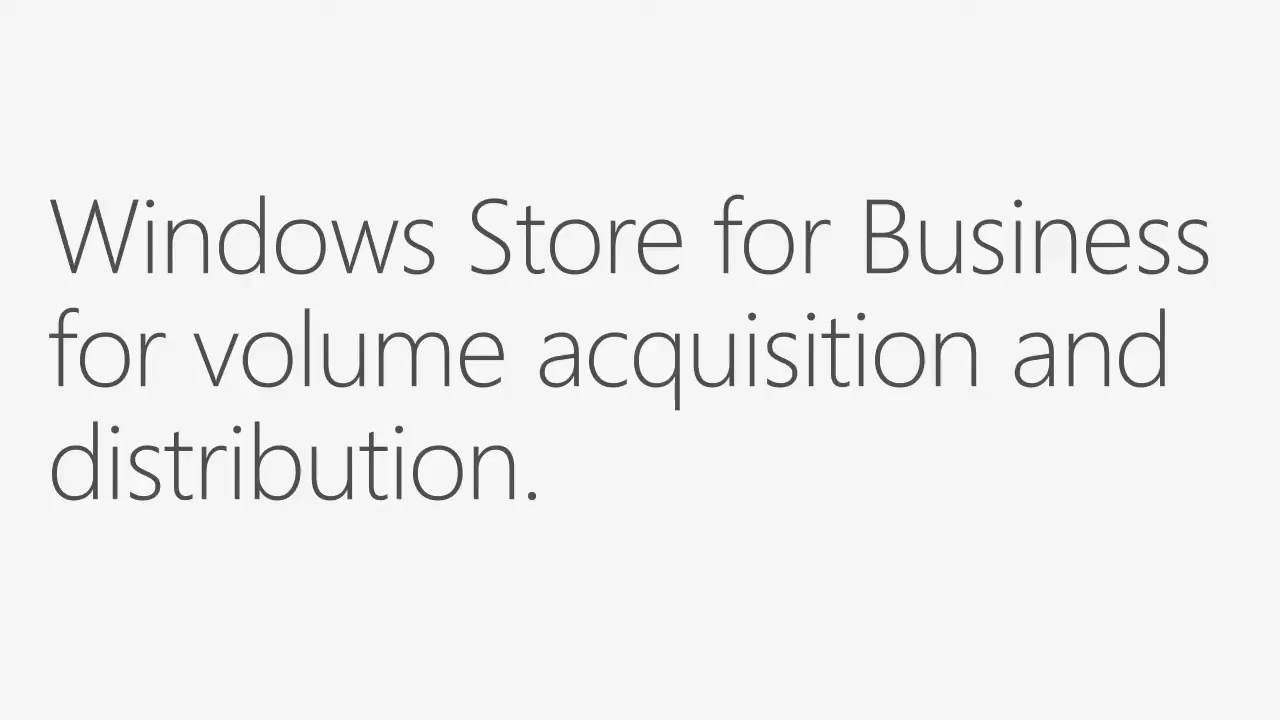 Windows Store for Business
for volume acquisition and
distribution.